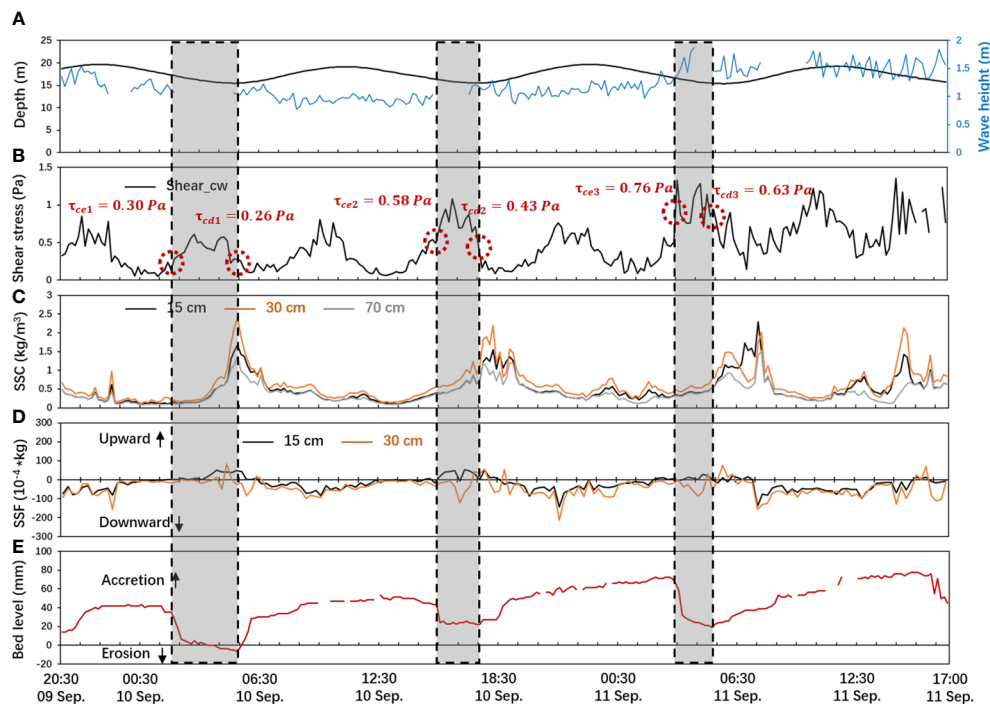 A
Depth (m)
25
20
15
10
5
0
2
1.5
1
0.5
0
Wave height (m)
B
Shear stress (Pa)
1.5
1
0.5
0
Shear_cw
τce1 = 0.30 Pa
τcd1 = 0.26 Pa
τce2 = 0.58 Pa
τcd2 = 0.43 Pa
τce3 = 0.76 Pa
τcd3 = 0.63 Pa
C
SSC (kg/m³)
3
2.5
2
1.5
1
0.5
0
15 cm
30 cm
70 cm
D
SSF (10⁻⁴ *kg)
300
200
100
0
-100
-200
-300
Upward
15 cm
30 cm
Downward
E
Bed level (mm)
100
80
60
40
20
0
-20
Accretion
Erosion
20:30 00:30 06:30 12:30 18:30 00:30 06:30 12:30 17:00
09 Sep. 10 Sep. 10 Sep. 10 Sep. 10 Sep. 11 Sep. 11 Sep. 11 Sep. 11 Sep.